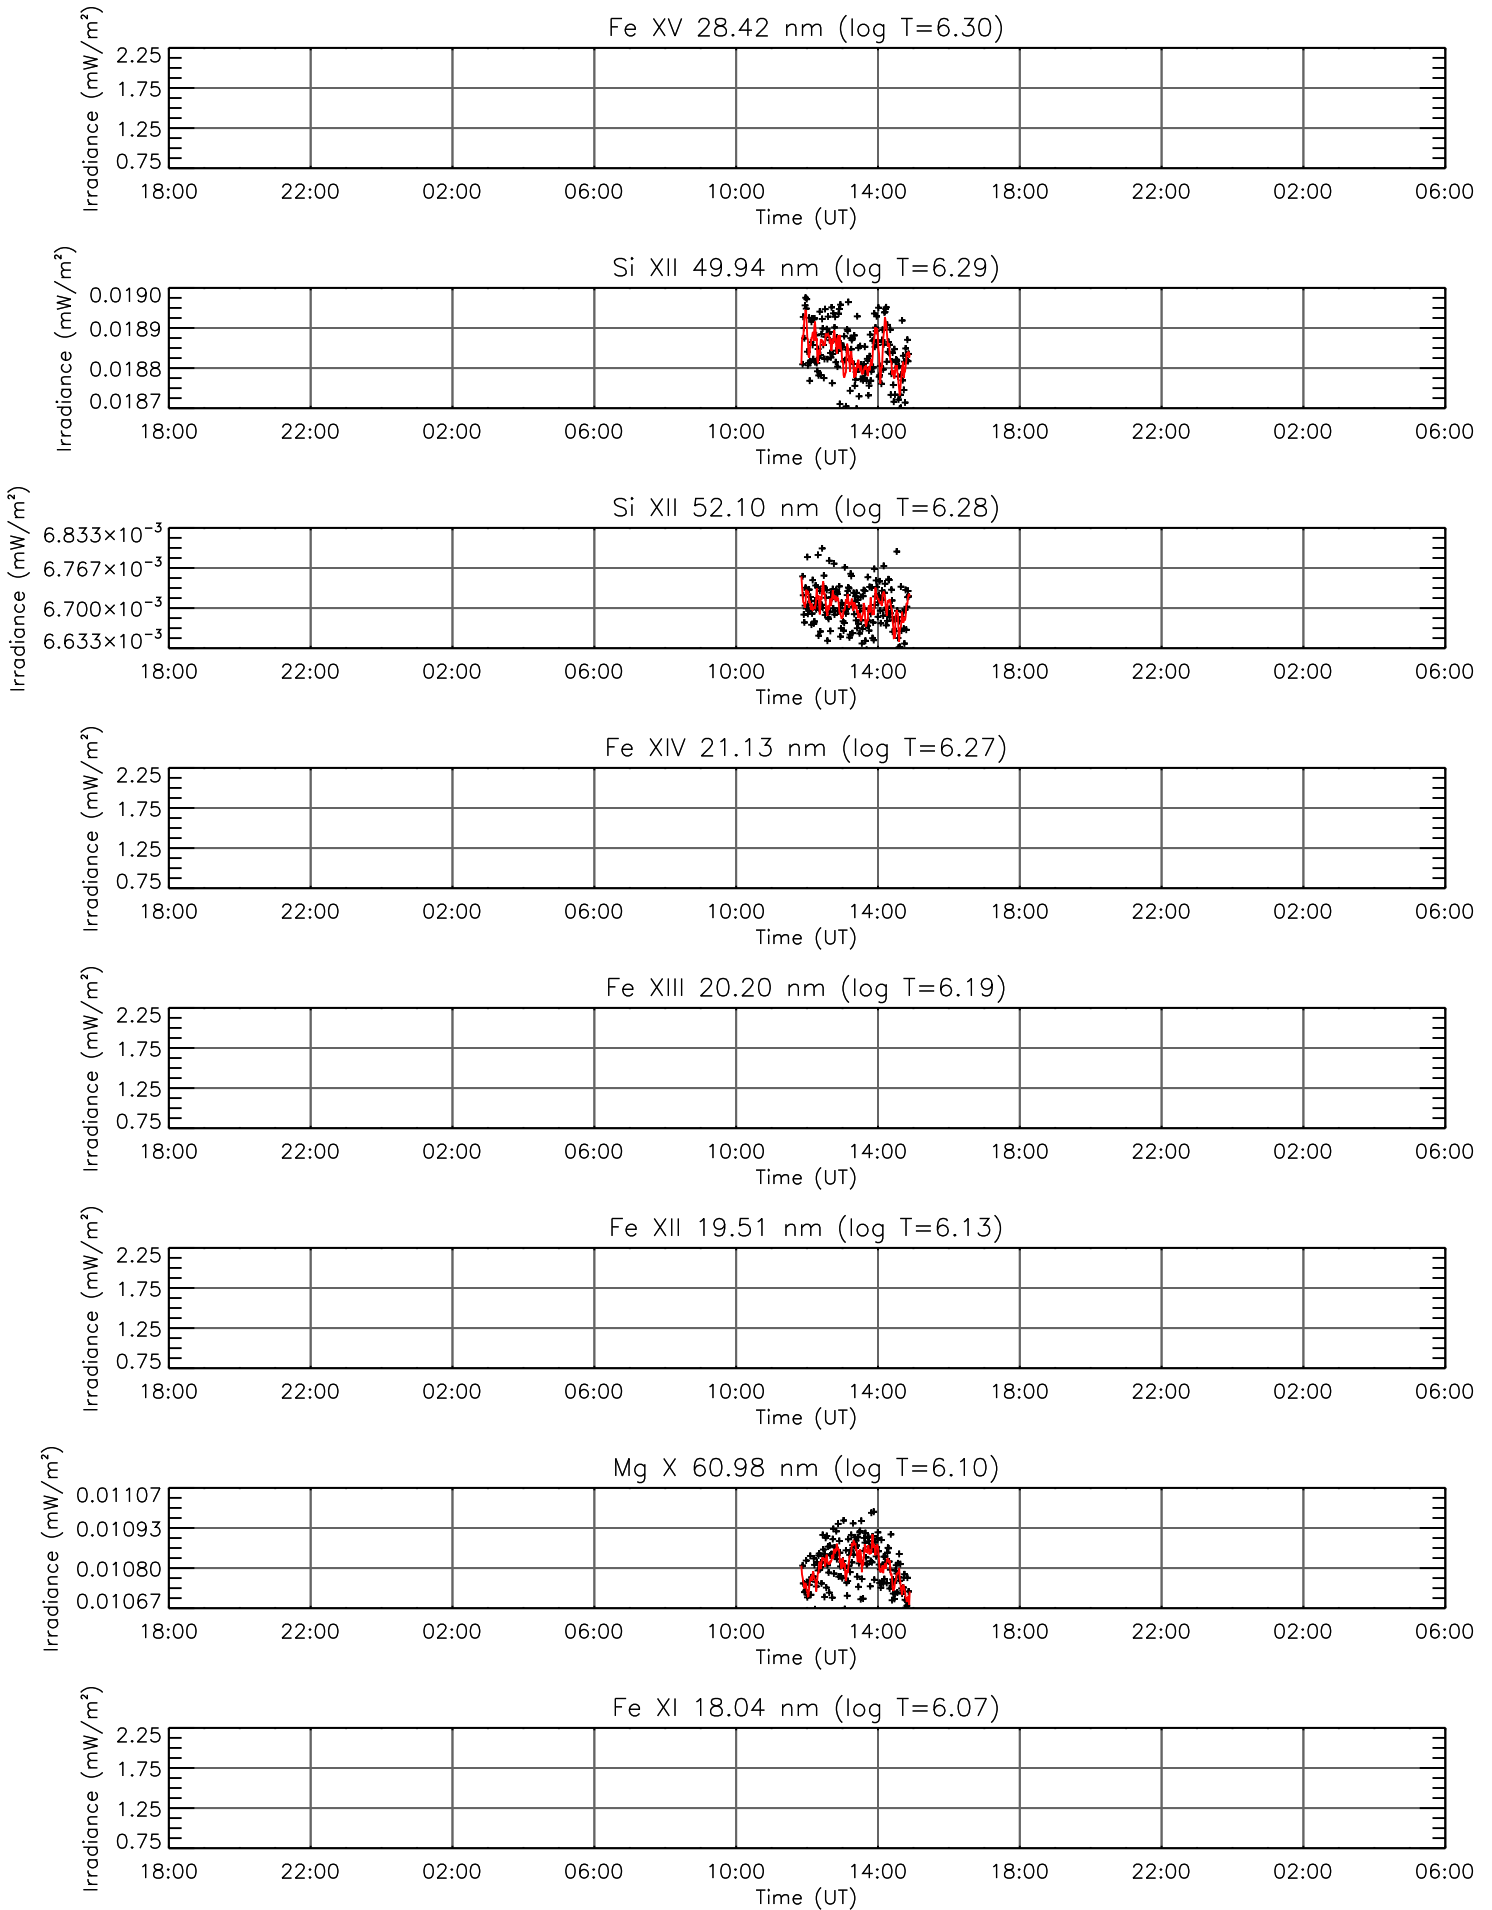 Fe XV 28.42 nm (log T=6.30)
Irradiance (mW/m²)
2.25
1.75
1.25
0.75
18:00 22:00 02:00 06:00 10:00 14:00 18:00 22:00 02:00 06:00
Time (UT)
Si XII 49.94 nm (log T=6.29)
Irradiance (mW/m²)
0.0190
0.0189
0.0188
0.0187
18:00 22:00 02:00 06:00 10:00 14:00 18:00 22:00 02:00 06:00
Time (UT)
Si XII 52.10 nm (log T=6.28)
Irradiance (mW/m²)
6.833×10⁻³
6.767×10⁻³
6.700×10⁻³
6.633×10⁻³
18:00 22:00 02:00 06:00 10:00 14:00 18:00 22:00 02:00 06:00
Time (UT)
Fe XIV 21.13 nm (log T=6.27)
Irradiance (mW/m²)
2.25
1.75
1.25
0.75
18:00 22:00 02:00 06:00 10:00 14:00 18:00 22:00 02:00 06:00
Time (UT)
Fe XIII 20.20 nm (log T=6.19)
Irradiance (mW/m²)
2.25
1.75
1.25
0.75
18:00 22:00 02:00 06:00 10:00 14:00 18:00 22:00 02:00 06:00
Time (UT)
Fe XII 19.51 nm (log T=6.13)
Irradiance (mW/m²)
2.25
1.75
1.25
0.75
18:00 22:00 02:00 06:00 10:00 14:00 18:00 22:00 02:00 06:00
Time (UT)
Mg X 60.98 nm (log T=6.10)
Irradiance (mW/m²)
0.01107
0.01093
0.01080
0.01067
18:00 22:00 02:00 06:00 10:00 14:00 18:00 22:00 02:00 06:00
Time (UT)
Fe XI 18.04 nm (log T=6.07)
Irradiance (mW/m²)
2.25
1.75
1.25
0.75
18:00 22:00 02:00 06:00 10:00 14:00 18:00 22:00 02:00 06:00
Time (UT)